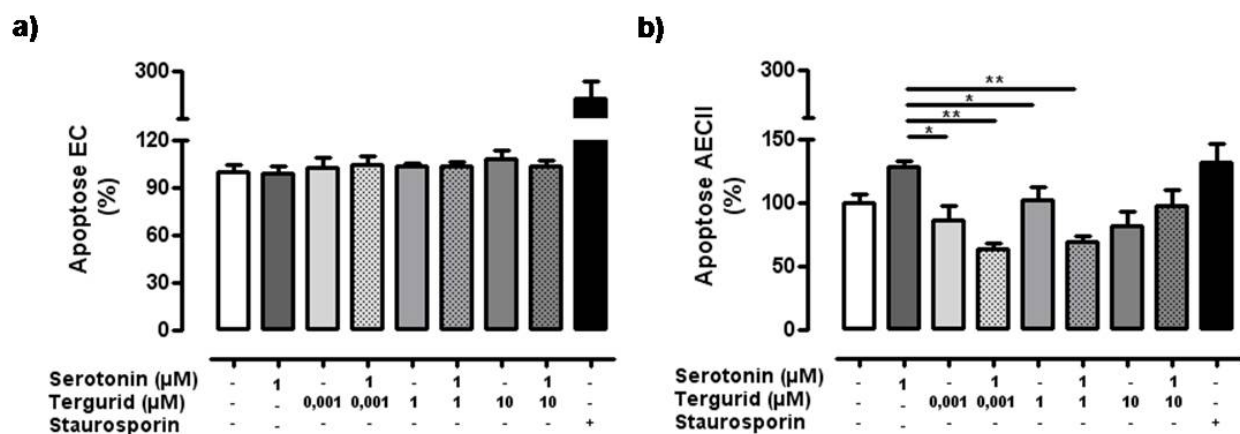 a)
300
120
90
60
30
0
Apoptose EC
(%)
Serotonin (µM) - 1 - 1 - 1 - 1 -
Tergurid (µM) - - 0,001 0,001 1 1 10 10 -
Staurosporin - - - - - - - - +
b)
300
150
100
50
0
Apoptose AECII
(%)
**
*
**
*
Serotonin (µM) - 1 - 1 - 1 - 1 -
Tergurid (µM) - - 0,001 0,001 1 1 10 10 -
Staurosporin - - - - - - - - +